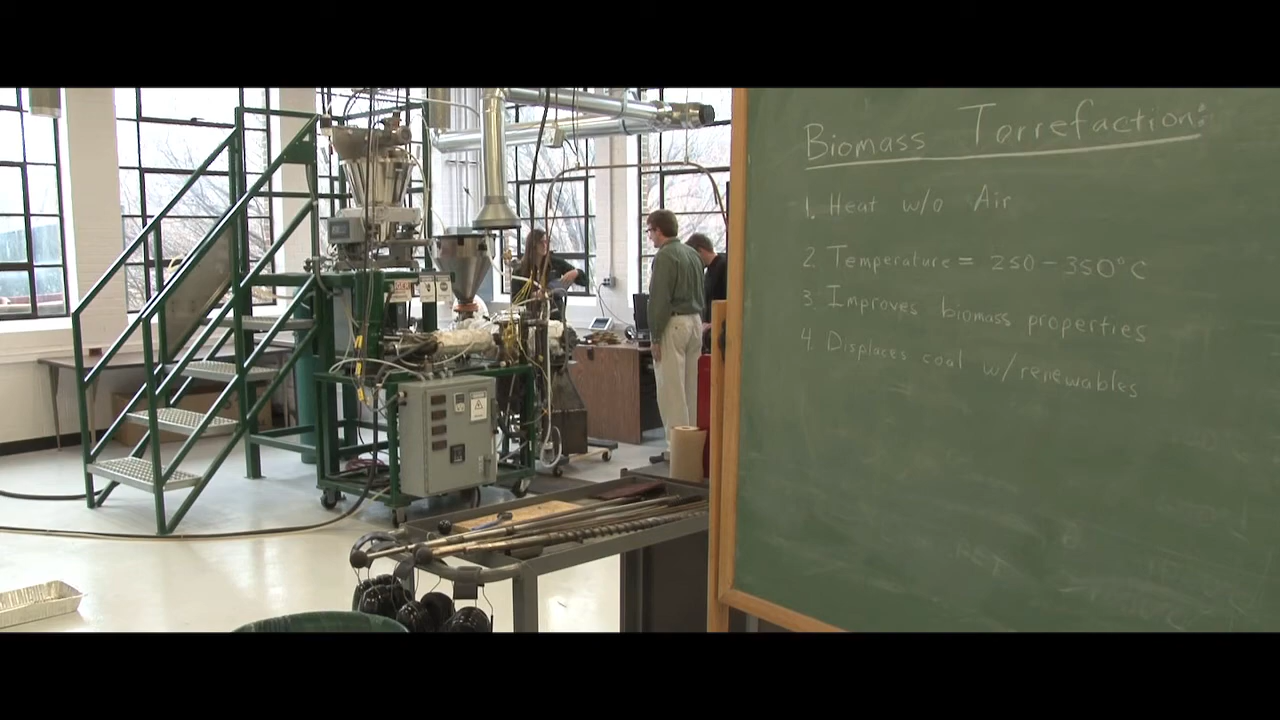 Biomass Torrefaction:
1. Heat w/o Air
2. Temperature = 250-350°C
3. Improves biomass properties
4. Displaces coal w/renewables